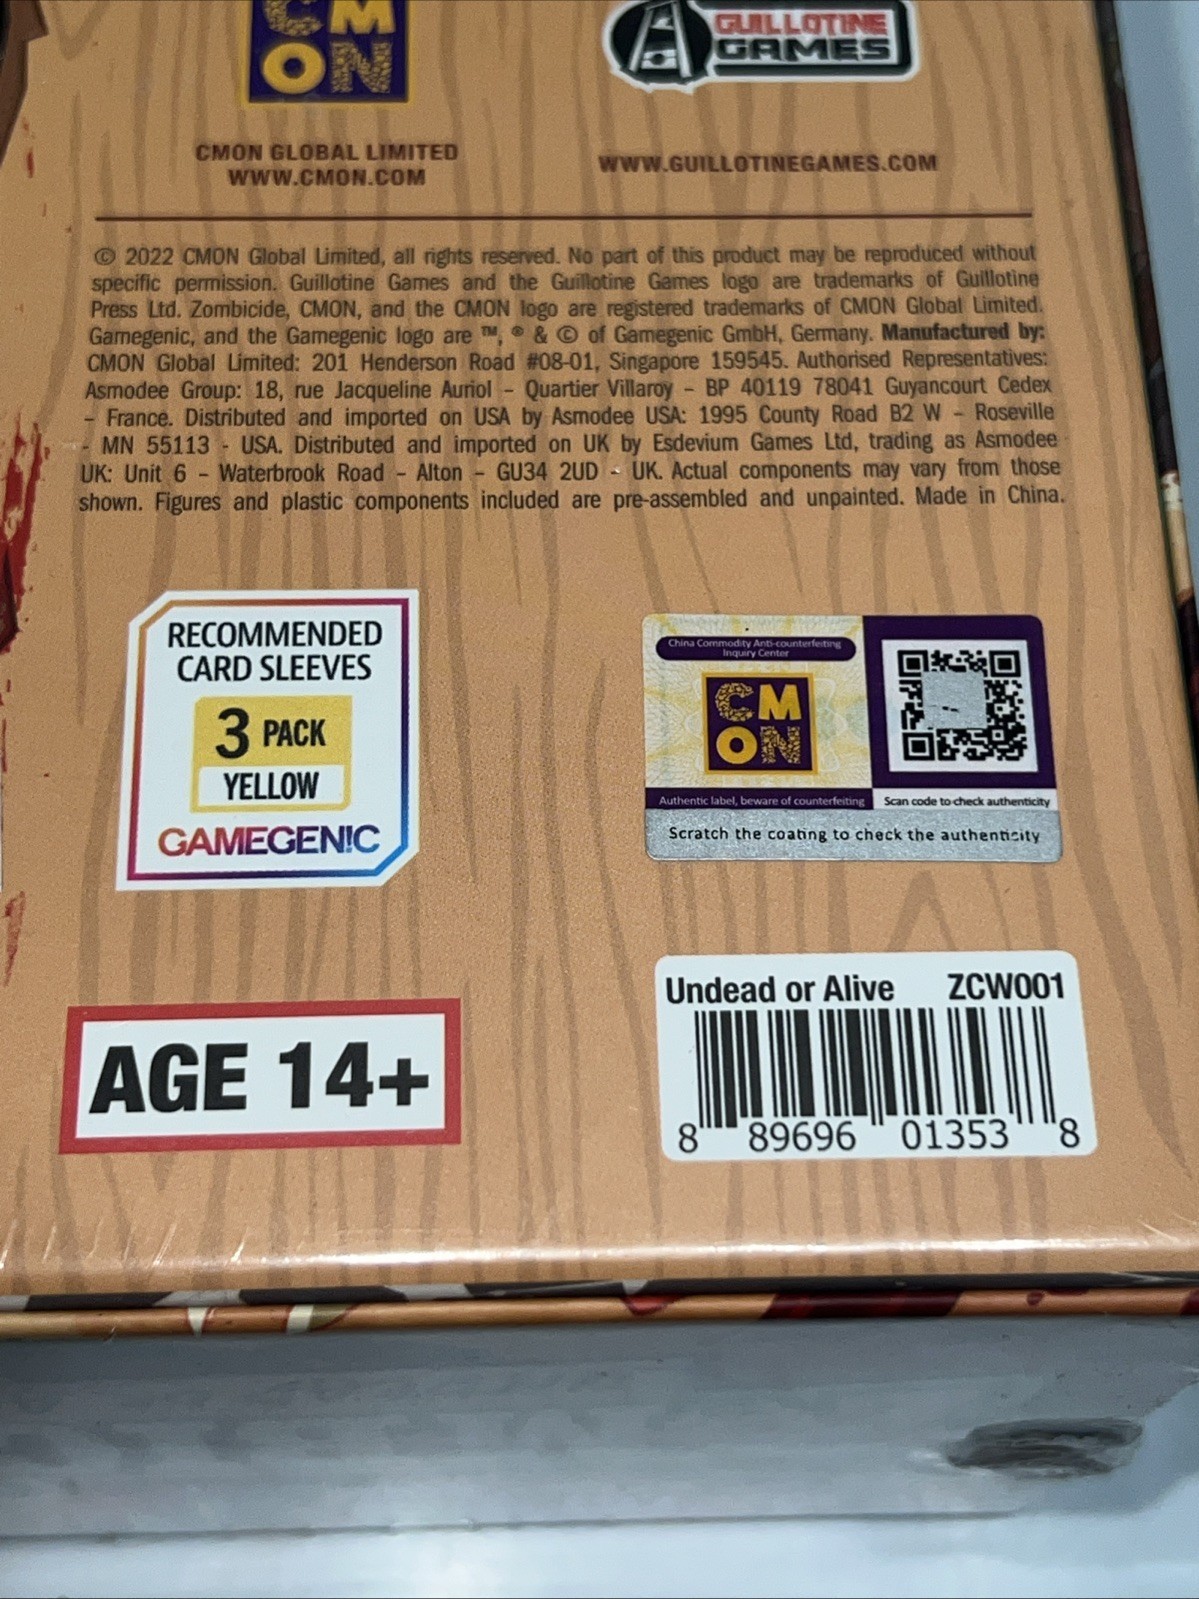 CMON
GUILLOTINE
GAMES
CMON GLOBAL LIMITED
WWW.CMON.COM
WWW.GUILLOTINEGAMES.COM
© 2022 CMON Global Limited, all rights reserved. No part of this product may be reproduced without
specific permission. Guillotine Games and the Guillotine Games logo are trademarks of Guillotine
Press Ltd. Zombicide, CMON, and the CMON logo are registered trademarks of CMON Global Limited.
Gamegenic, and the Gamegenic logo are ™, ® & © of Gamegenic GmbH, Germany. Manufactured by:
CMON Global Limited: 201 Henderson Road #08-01, Singapore 159545. Authorised Representatives:
Asmodee Group: 18, rue Jacqueline Auriol – Quartier Villaroy – BP 40119 78041 Guyancourt Cedex
– France. Distributed and imported on USA by Asmodee USA: 1995 County Road B2 W – Roseville
- MN 55113 - USA. Distributed and imported on UK by Esdevium Games Ltd, trading as Asmodee
UK: Unit 6 – Waterbrook Road – Alton – GU34 2UD - UK. Actual components may vary from those
shown. Figures and plastic components included are pre-assembled and unpainted. Made in China.
RECOMMENDED
CARD SLEEVES
3 PACK
YELLOW
GAMEGEN!C
China Commodity Anti-counterfeiting
Inquiry Center
CM
ON
Authentic label, beware of counterfeiting
Scan code to check authenticity
Scratch the coating to check the authenticity
AGE 14+
Undead or Alive ZCW001
8 89696 01353 8